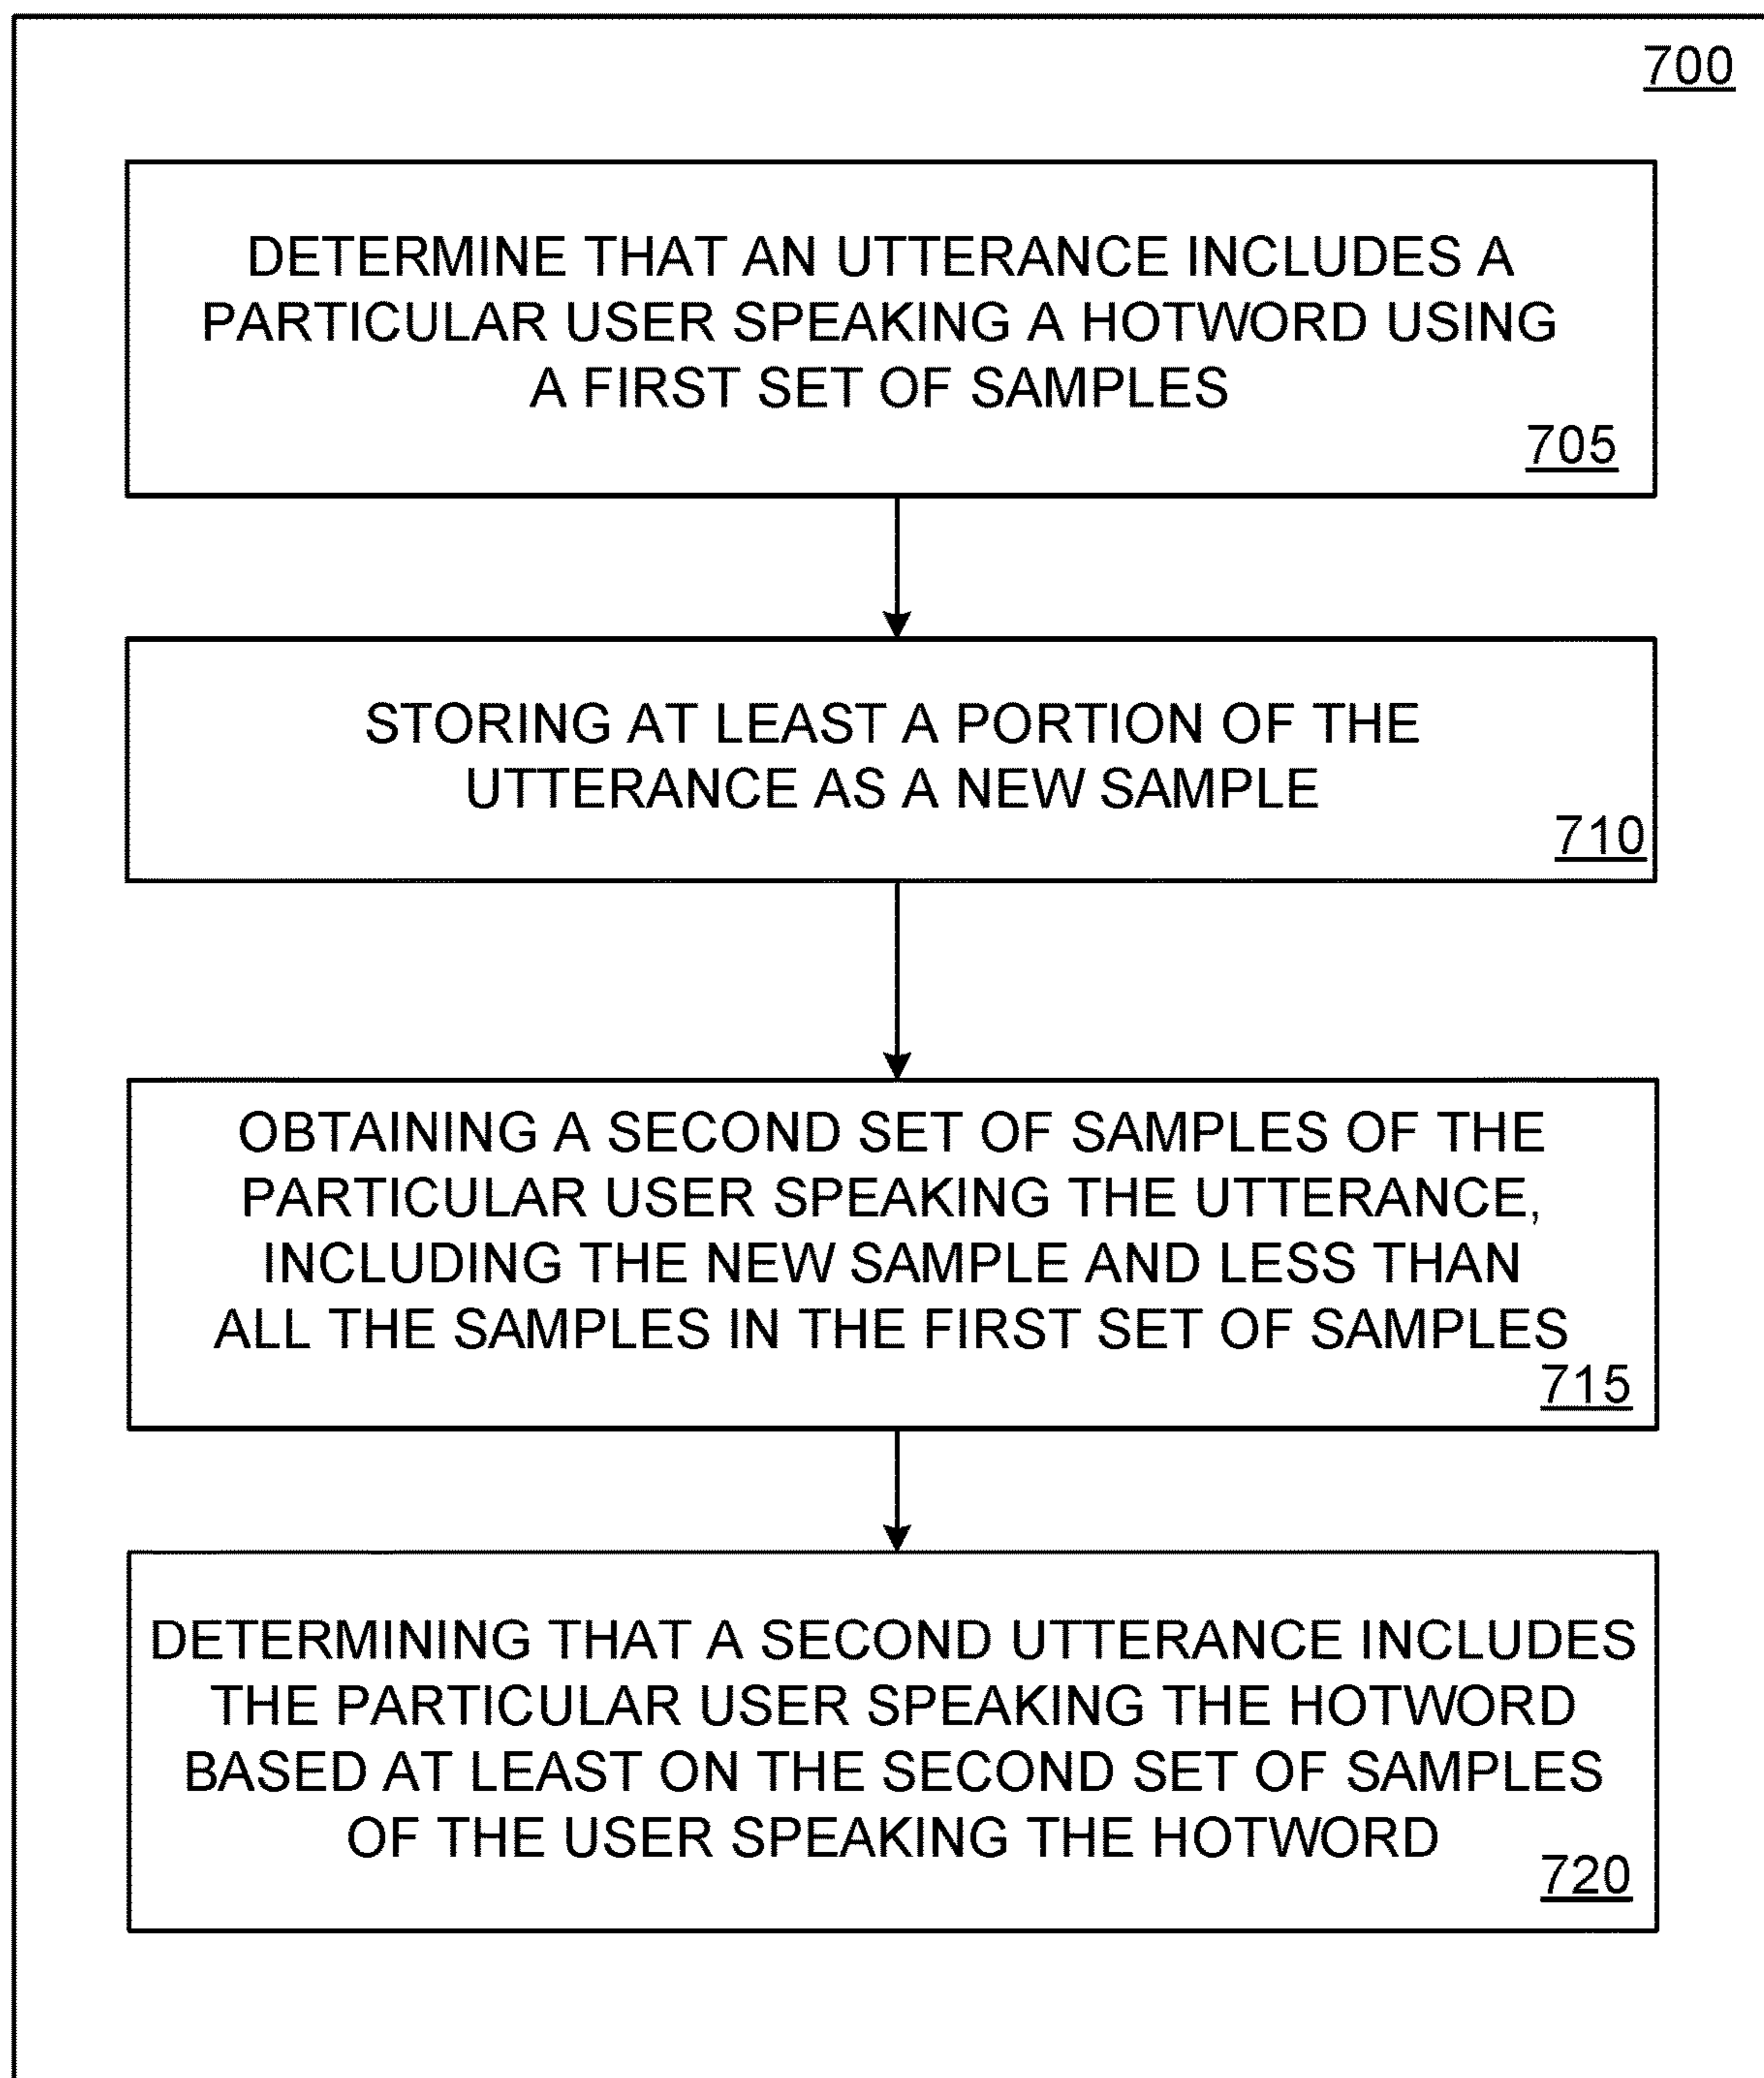 700
DETERMINE THAT AN UTTERANCE INCLUDES A
PARTICULAR USER SPEAKING A HOTWORD USING
A FIRST SET OF SAMPLES
705
STORING AT LEAST A PORTION OF THE
UTTERANCE AS A NEW SAMPLE
710
OBTAINING A SECOND SET OF SAMPLES OF THE
PARTICULAR USER SPEAKING THE UTTERANCE,
INCLUDING THE NEW SAMPLE AND LESS THAN
ALL THE SAMPLES IN THE FIRST SET OF SAMPLES
715
DETERMINING THAT A SECOND UTTERANCE INCLUDES
THE PARTICULAR USER SPEAKING THE HOTWORD
BASED AT LEAST ON THE SECOND SET OF SAMPLES
OF THE USER SPEAKING THE HOTWORD
720